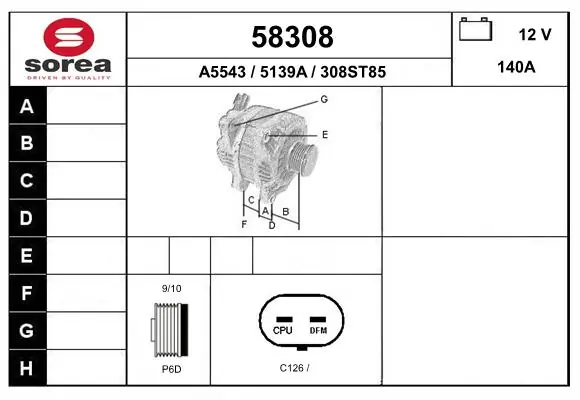 58308
A5543 / 5139A / 308ST85
12 V
140A
sorea
DRIVEN BY QUALITY
A
B
C
D
E
F
G
H
G
E
C
A
B
F
D
9/10
P6D
CPU
DFM
C126 /